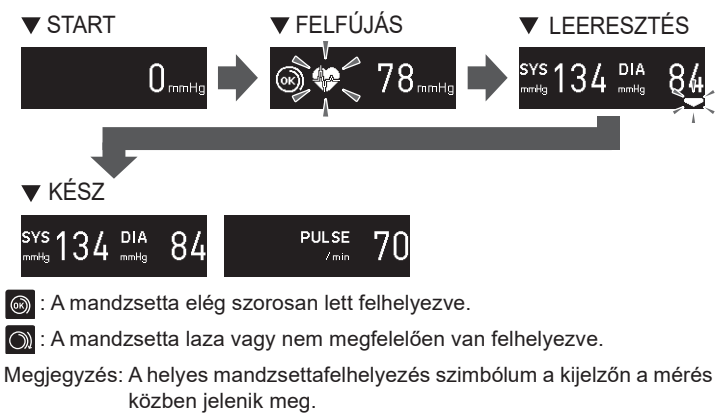 ▼ START
▼ FELFÚJÁS
▼ LEERESZTÉS
0 mmHg
OK 78 mmHg
SYS mmHg 134 DIA mmHg 84
▼ KÉSZ
SYS mmHg 134 DIA mmHg 84
PULSE /min 70
OK : A mandzsetta elég szorosan lett felhelyezve.
: A mandzsetta laza vagy nem megfelelően van felhelyezve.
Megjegyzés: A helyes mandzsettafelhelyezés szimbólum a kijelzőn a mérés
közben jelenik meg.